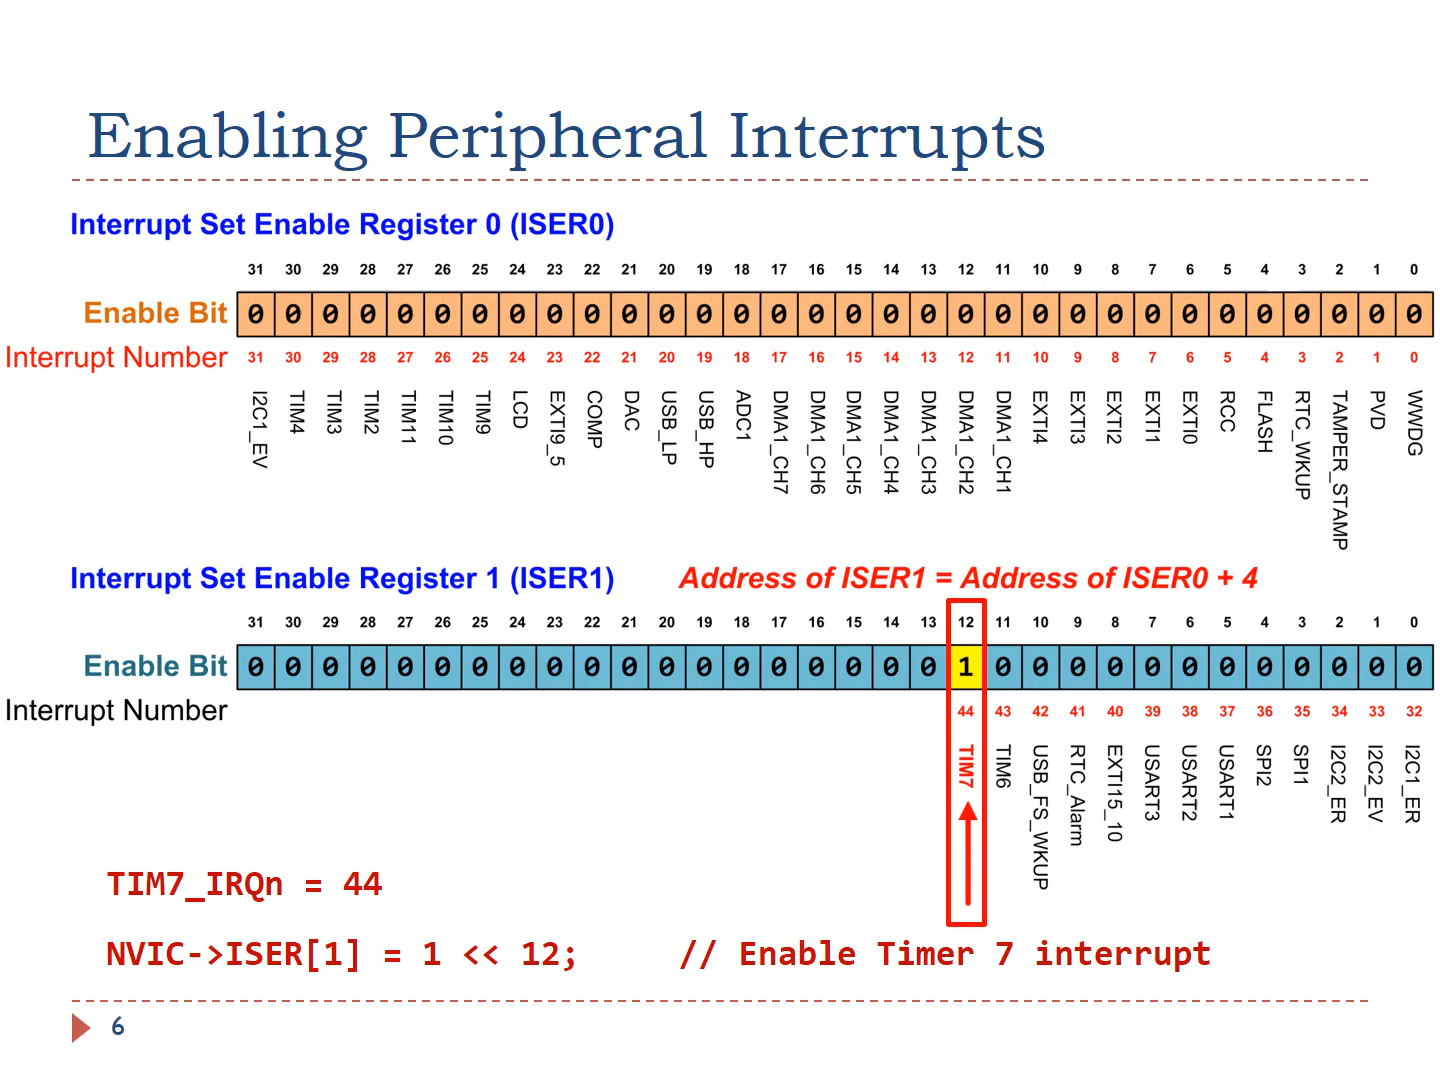 Enabling Peripheral Interrupts
Interrupt Set Enable Register 0 (ISER0)
31 30 29 28 27 26 25 24 23 22 21 20 19 18 17 16 15 14 13 12 11 10 9 8 7 6 5 4 3 2 1 0
Enable Bit 0 0 0 0 0 0 0 0 0 0 0 0 0 0 0 0 0 0 0 0 0 0 0 0 0 0 0 0 0 0 0 0
Interrupt Number 31 30 29 28 27 26 25 24 23 22 21 20 19 18 17 16 15 14 13 12 11 10 9 8 7 6 5 4 3 2 1 0
I2C1_EV TIM4 TIM3 TIM2 TIM11 TIM10 TIM9 LCD EXTI9_5 COMP DAC USB_LP USB_HP ADC1 DMA1_CH7 DMA1_CH6 DMA1_CH5 DMA1_CH4 DMA1_CH3 DMA1_CH2 DMA1_CH1 EXTI4 EXTI3 EXTI2 EXTI1 EXTI0 RCC FLASH RTC_WKUP TAMPER_STAMP PVD WWDG
Interrupt Set Enable Register 1 (ISER1) Address of ISER1 = Address of ISER0 + 4
31 30 29 28 27 26 25 24 23 22 21 20 19 18 17 16 15 14 13 12 11 10 9 8 7 6 5 4 3 2 1 0
Enable Bit 0 0 0 0 0 0 0 0 0 0 0 0 0 0 0 0 0 0 0 1 0 0 0 0 0 0 0 0 0 0 0 0
Interrupt Number 44 43 42 41 40 39 38 37 36 35 34 33 32
TIM7 TIM6 USB_FS_WKUP RTC_Alarm EXTI15_10 USART3 USART2 USART1 SPI2 SPI1 I2C2_ER I2C2_EV I2C1_ER
TIM7_IRQn = 44
NVIC->ISER[1] = 1 << 12; // Enable Timer 7 interrupt
6